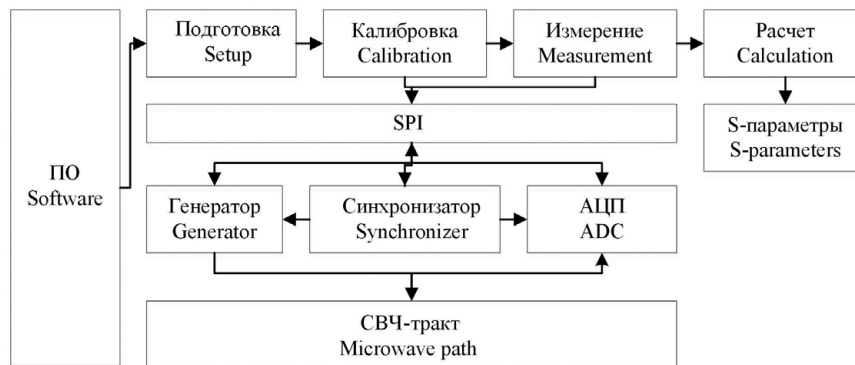 ПО
Software
Подготовка
Setup
Калибровка
Calibration
Измерение
Measurement
Расчет
Calculation
SPI
S-параметры
S-parameters
Генератор
Generator
Синхронизатор
Synchronizer
АЦП
ADC
СВЧ-тракт
Microwave path